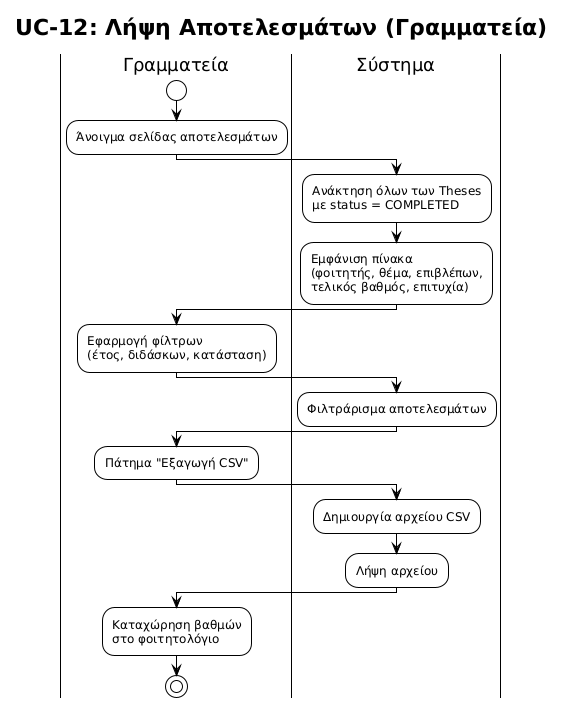 UC-12: Λήψη Αποτελεσμάτων (Γραμματεία)
Γραμματεία
Σύστημα
Άνοιγμα σελίδας αποτελεσμάτων
Ανάκτηση όλων των Theses
με status = COMPLETED
Εμφάνιση πίνακα
(φοιτητής, θέμα, επιβλέπων,
τελικός βαθμός, επιτυχία)
Εφαρμογή φίλτρων
(έτος, διδάσκων, κατάσταση)
Φιλτράρισμα αποτελεσμάτων
Πάτημα "Εξαγωγή CSV"
Δημιουργία αρχείου CSV
Λήψη αρχείου
Καταχώρηση βαθμών
στο φοιτητολόγιο